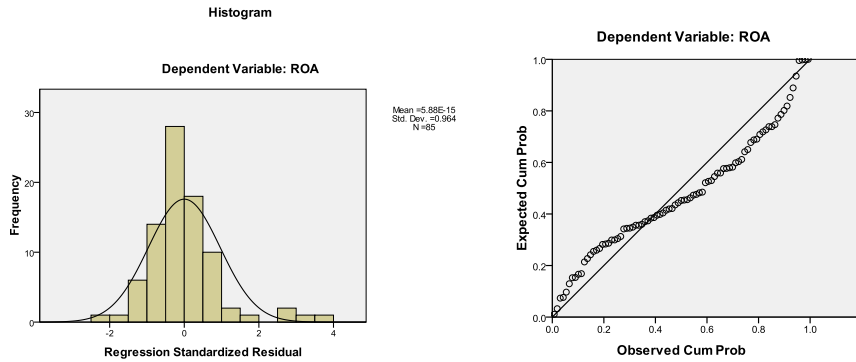 Histogram
Dependent Variable: ROA
Mean =5.88E-15
Std. Dev. =0.964
N =85
30
20
10
0
Frequency
-2
0
2
4
Regression Standardized Residual
Dependent Variable: ROA
1.0
0.8
0.6
0.4
0.2
0.0
Expected Cum Prob
0.0
0.2
0.4
0.6
0.8
1.0
Observed Cum Prob